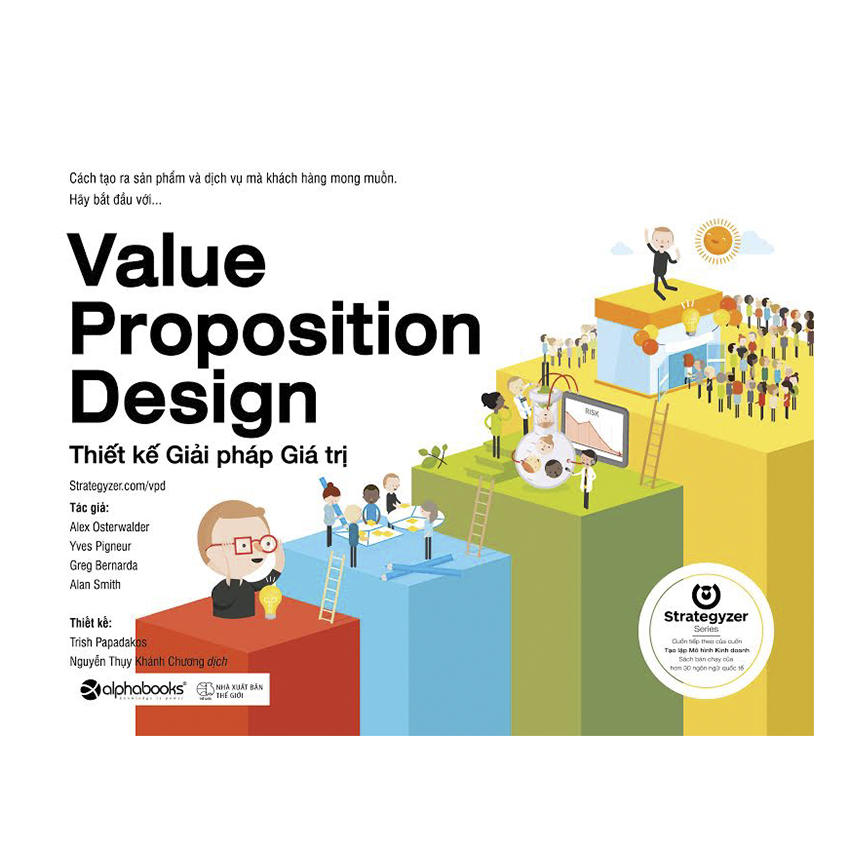 Cách tạo ra sản phẩm và dịch vụ mà khách hàng mong muốn.
Hãy bắt đầu với...
Value
Proposition
Design
Thiết kế Giải pháp Giá trị
Strategyzer.com/vpd
Tác giả:
Alex Osterwalder
Yves Pigneur
Greg Bernarda
Alan Smith
Thiết kế:
Trish Papadakos
Nguyễn Thụy Khánh Chương dịch
alphabooks®
knowledge is power
NHÀ XUẤT BẢN
THẾ GIỚI
RISK
Strategyzer
Series
Cuốn tiếp theo của cuốn
Tạo lập Mô hình Kinh doanh
Sách bán chạy của
hơn 30 ngôn ngữ quốc tế